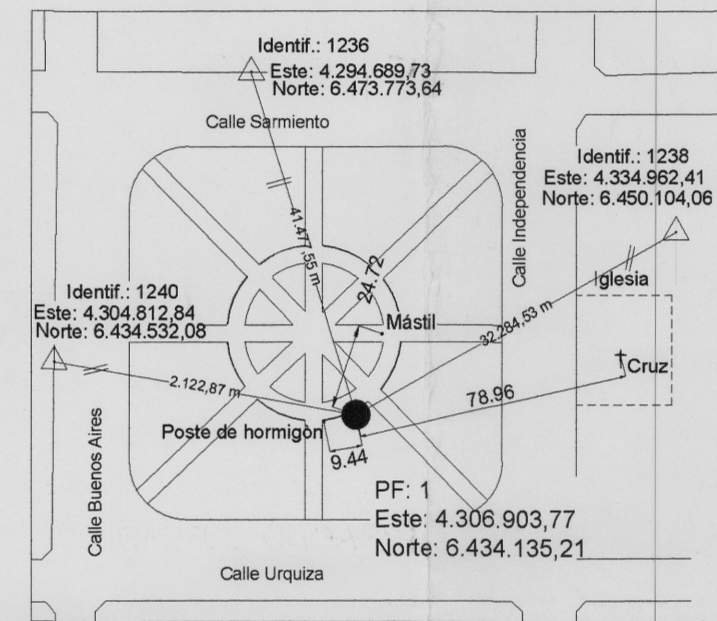 Identif.: 1236
Este: 4.294.689,73
Norte: 6.473.773,64
Calle Sarmiento
Calle Independencia
Identif.: 1238
Este: 4.334.962,41
Norte: 6.450.104,06
41.477,55 m
24.72
Iglesia
Identif.: 1240
Este: 4.304.812,84
Norte: 6.434.532,08
Mástil
32.284,53 m
Cruz
2.122,87 m
78.96
Poste de hormigón
9.44
Calle Buenos Aires
PF: 1
Este: 4.306.903,77
Norte: 6.434.135,21
Calle Urquiza